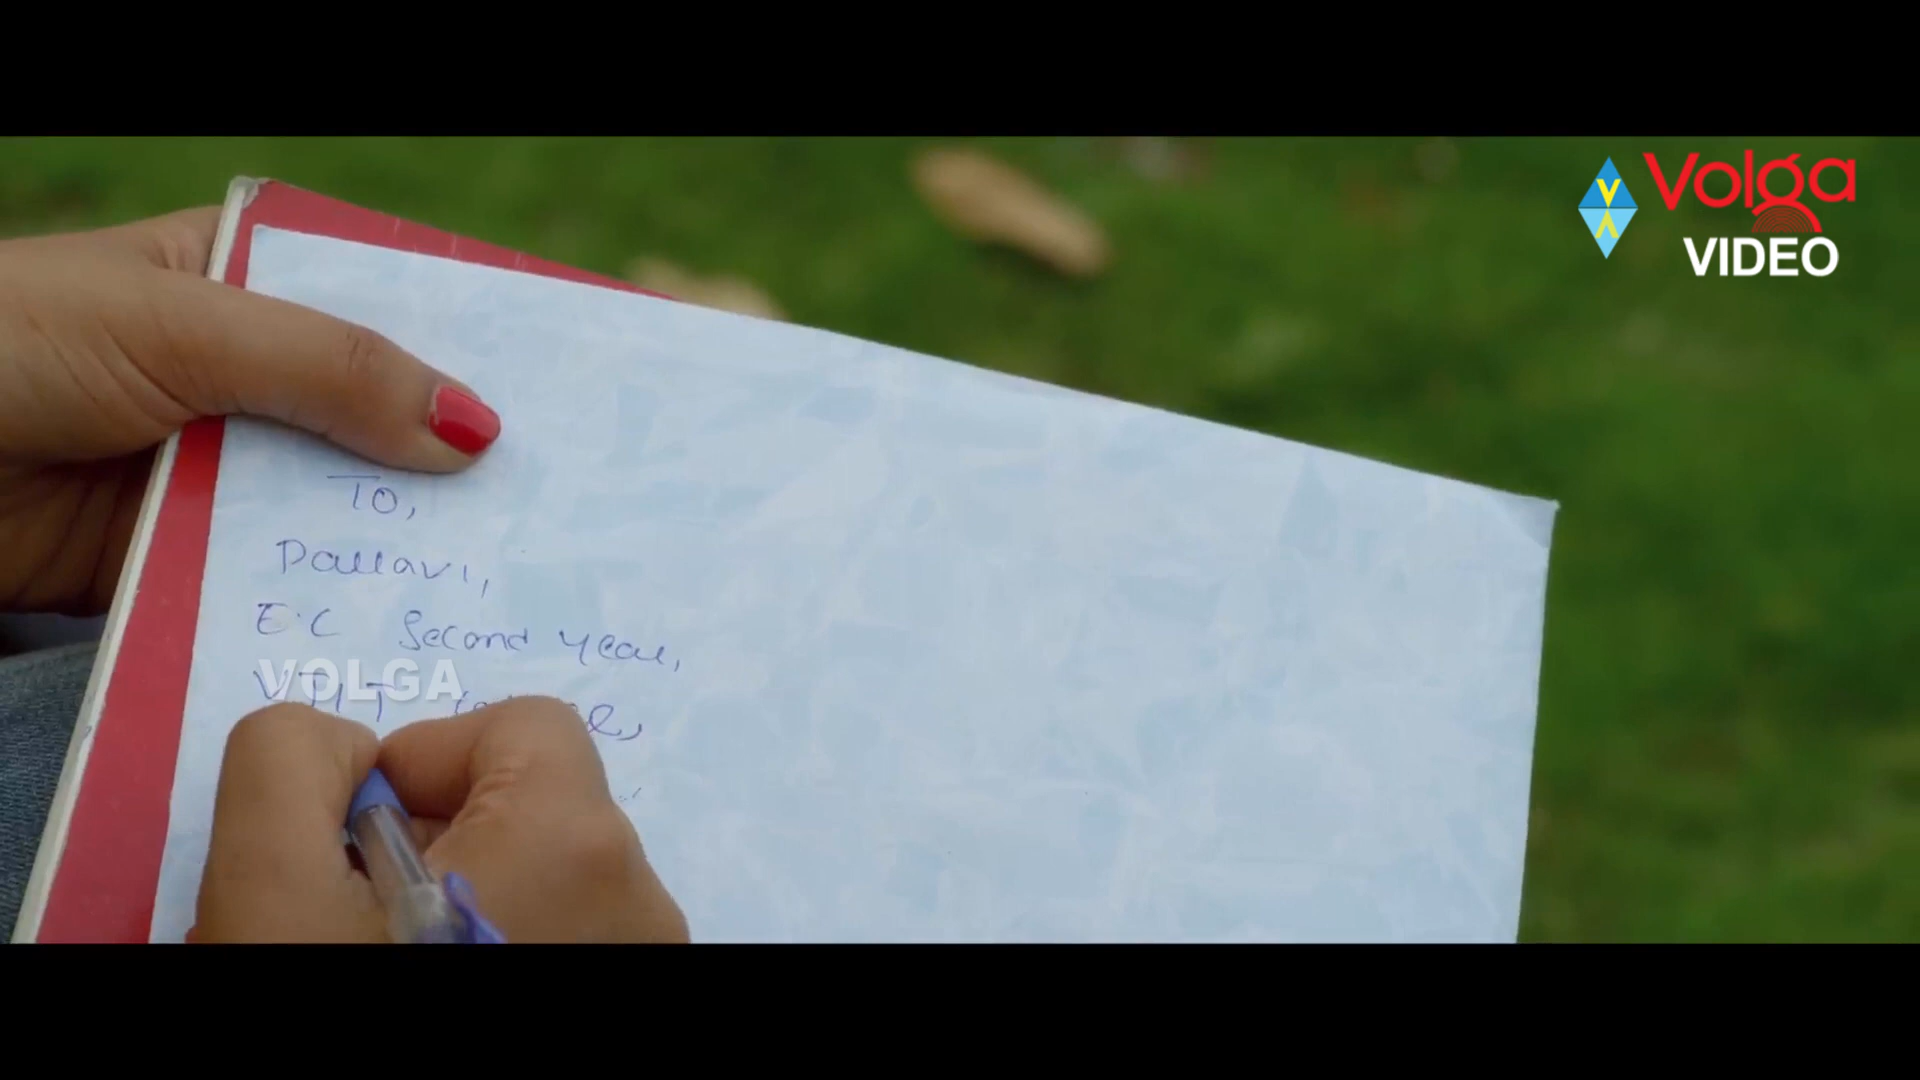 Volga
VIDEO
To,
Pallavi,
E.C Second year,
VOLGA